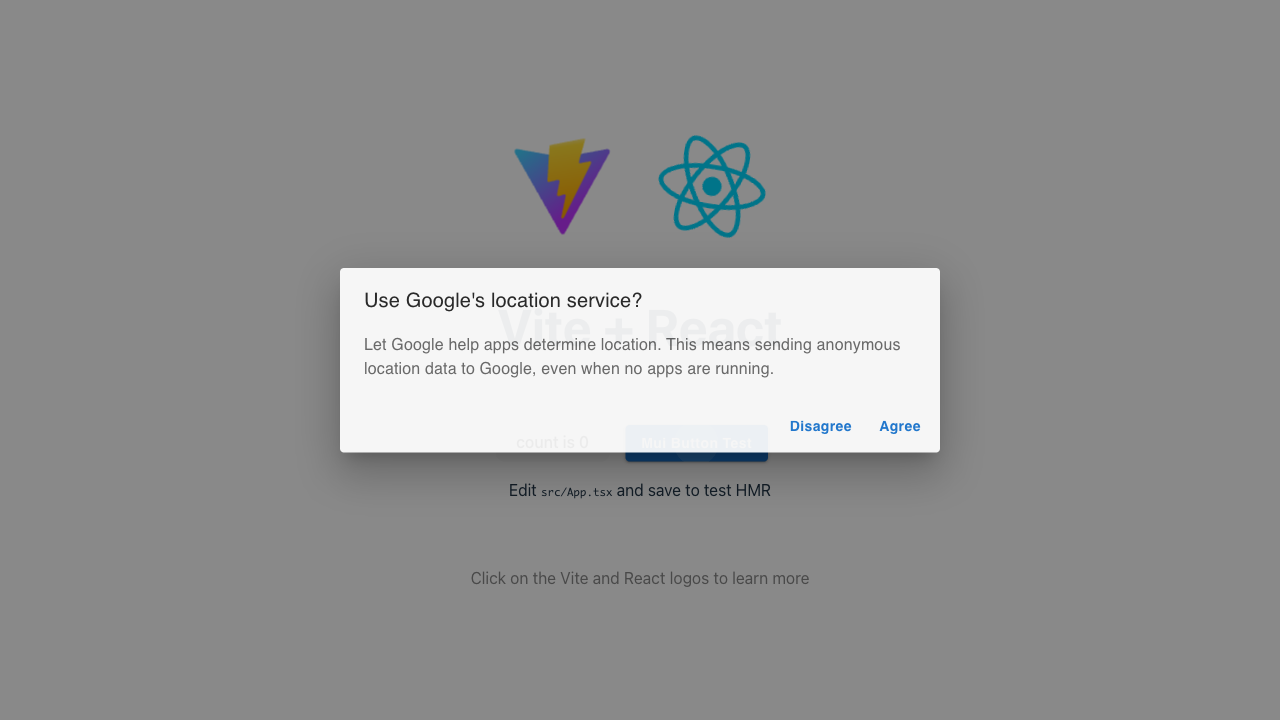 Use Google's location service?
Vite + React
Let Google help apps determine location. This means sending anonymous
location data to Google, even when no apps are running.
Disagree Agree
count is 0 Mui Button Test
Edit src/App.tsx and save to test HMR
Click on the Vite and React logos to learn more